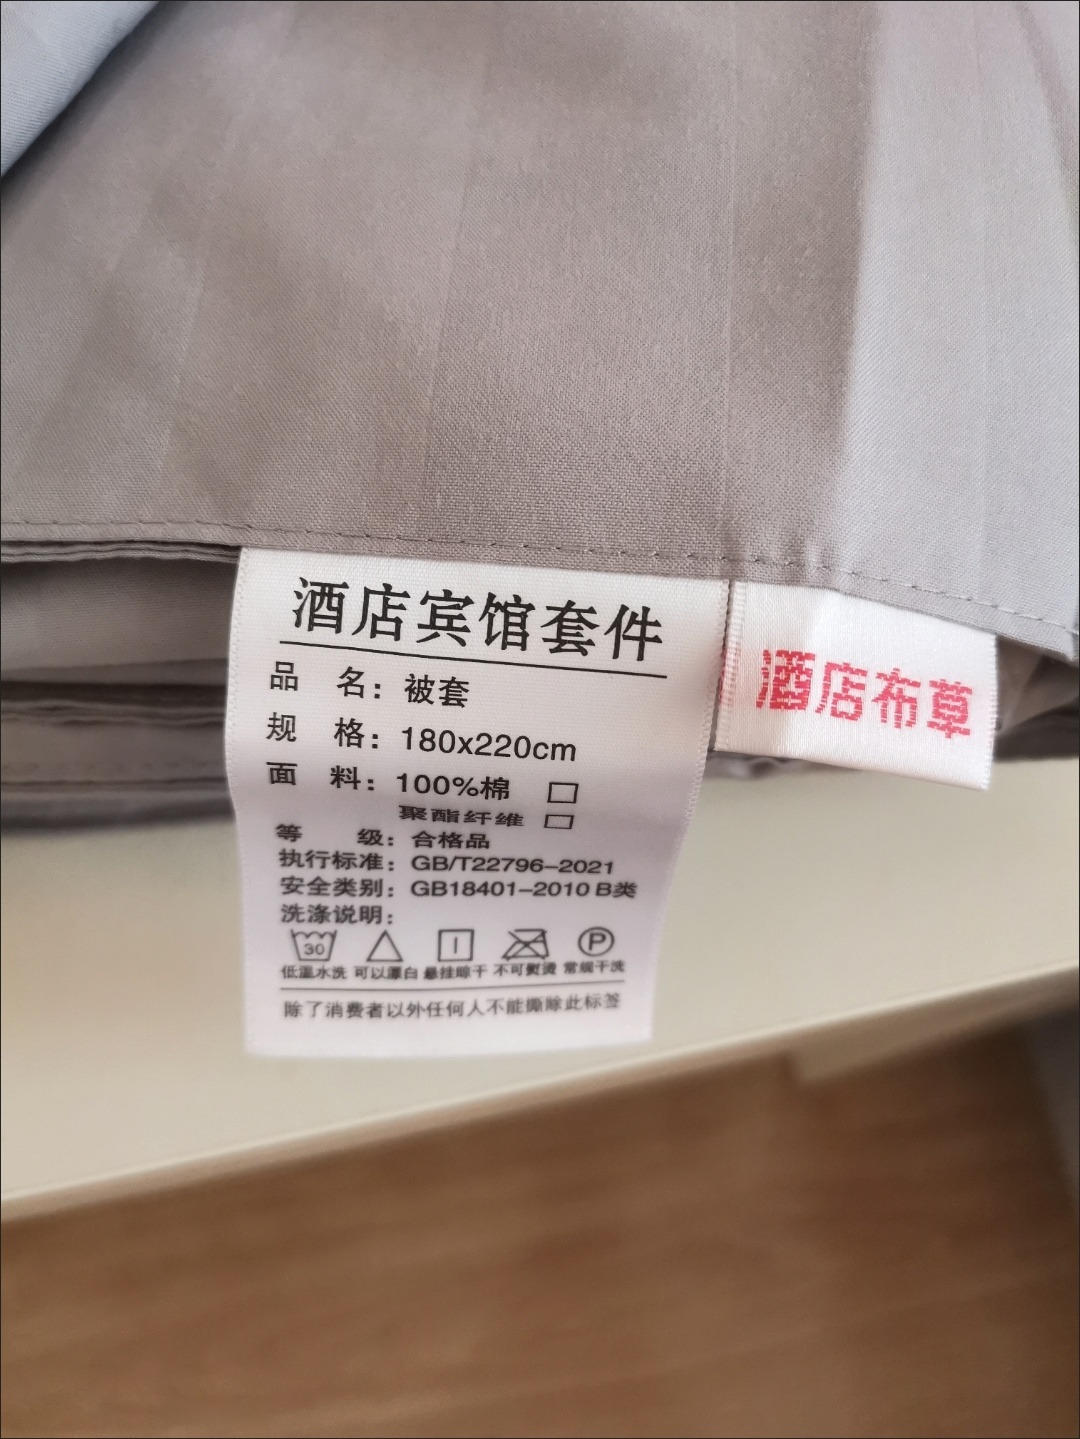 酒店宾馆套件
品 名：被套
规 格：180x220cm
面 料：100%棉 □
聚酯纤维 □
等 级：合格品
执行标准：GB/T22796-2021
安全类别：GB18401-2010 B类
洗涤说明：
30 P
低温水洗 可以漂白 悬挂晾干 不可熨烫 常规干洗
除了消费者以外任何人不能撕除此标签
酒店布草